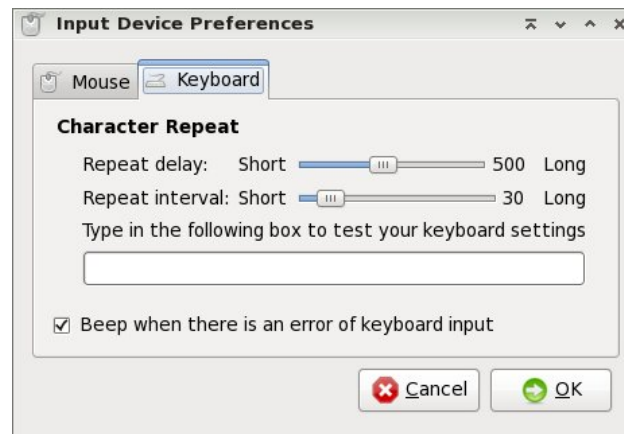 Input Device Preferences
Mouse Keyboard
Character Repeat
Repeat delay: Short 500 Long
Repeat interval: Short 30 Long
Type in the following box to test your keyboard settings
Beep when there is an error of keyboard input
Cancel OK